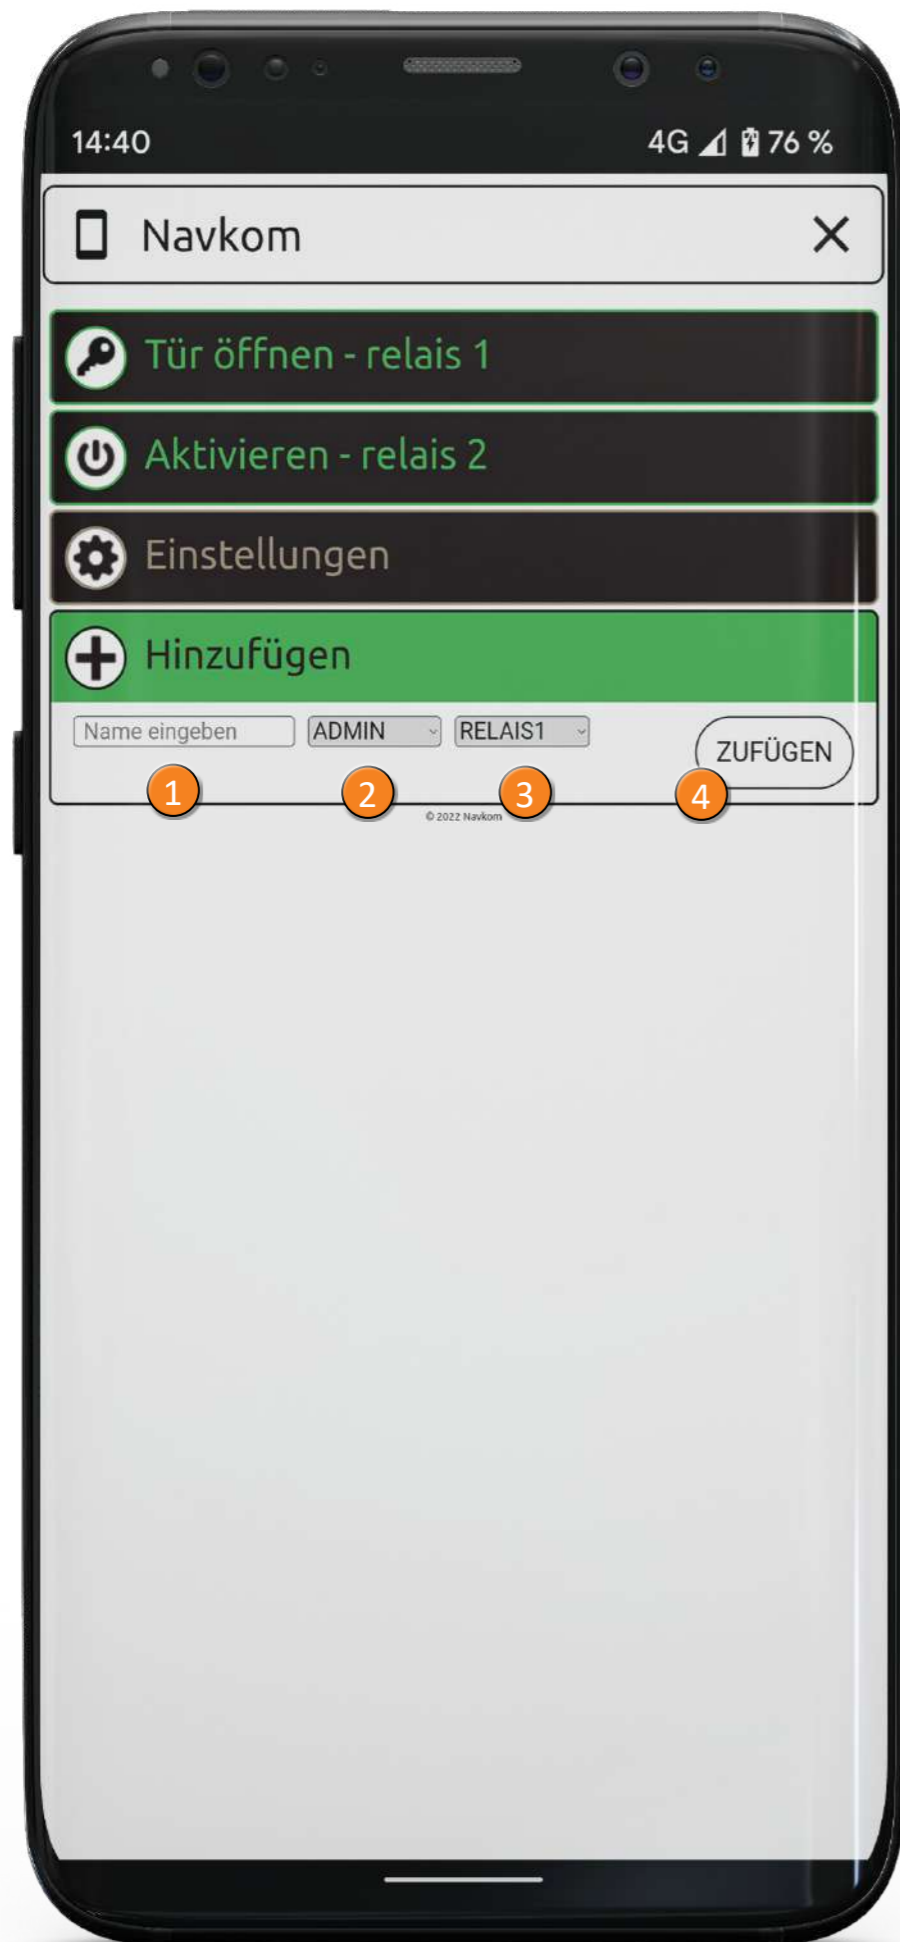 14:40 4G 76 %
Navkom
Tür öffnen - relais 1
Aktivieren - relais 2
Einstellungen
Hinzufügen
Name eingeben ADMIN RELAIS1 ZUFÜGEN
1 2 3 4
© 2022 Navkom